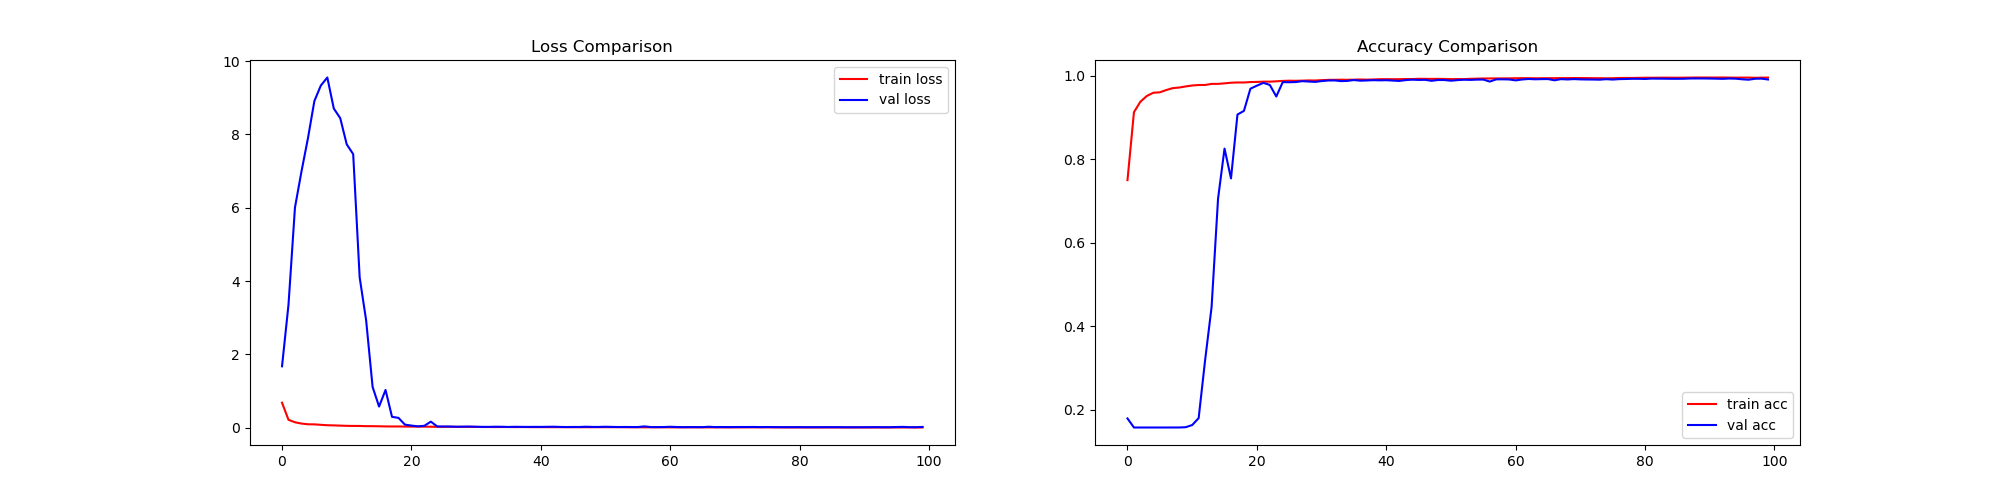 Loss Comparison
10
8
6
4
2
0
0 20 40 60 80 100
train loss
val loss
Accuracy Comparison
1.0
0.8
0.6
0.4
0.2
0 20 40 60 80 100
train acc
val acc